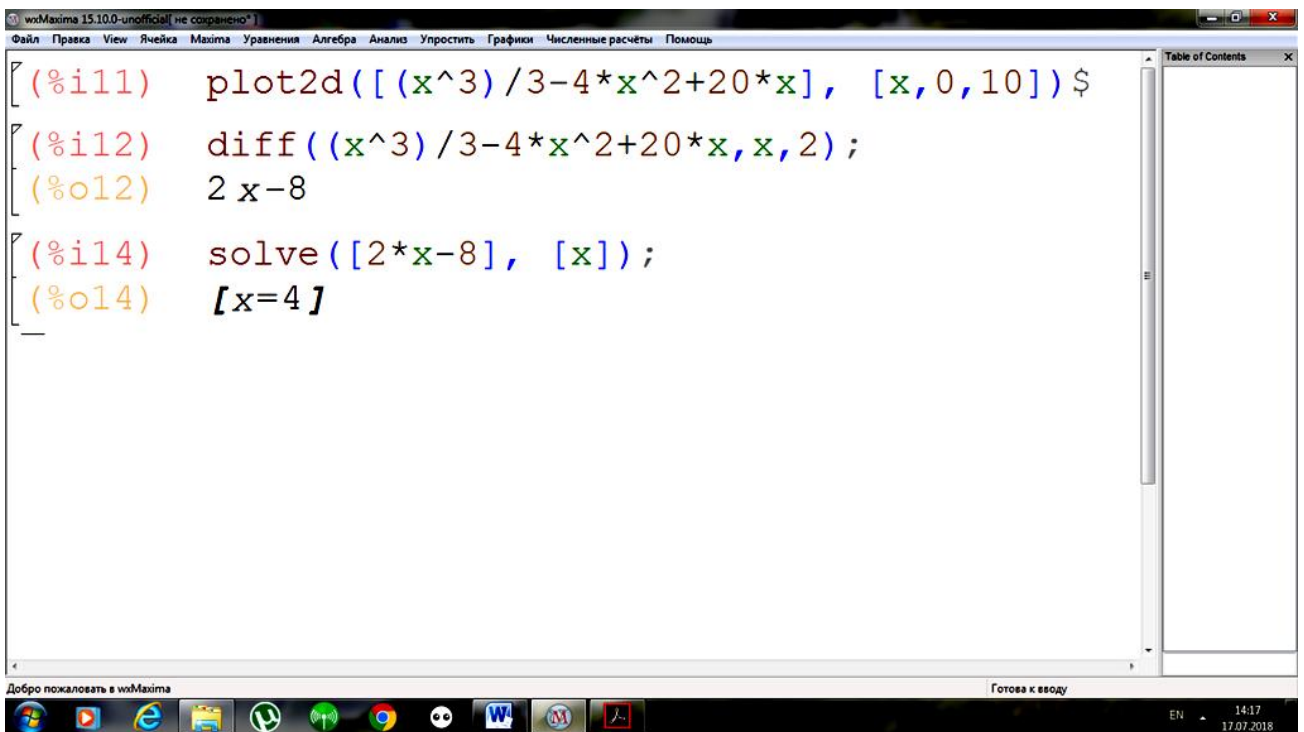 wxMaxima 15.10.0-unofficial[ не сохранено* ]
Файл Правка View Ячейка Maxima Уравнения Алгебра Анализ Упростить Графики Численные расчёты Помощь
Table of Contents
(%i11) plot2d([(x^3)/3-4*x^2+20*x], [x,0,10])$
(%i12) diff((x^3)/3-4*x^2+20*x,x,2);
(%o12) 2 x-8
(%i14) solve([2*x-8], [x]);
(%o14) [x=4]
Добро пожаловать в wxMaxima
Готова к вводу
EN
14:17
17.07.2018